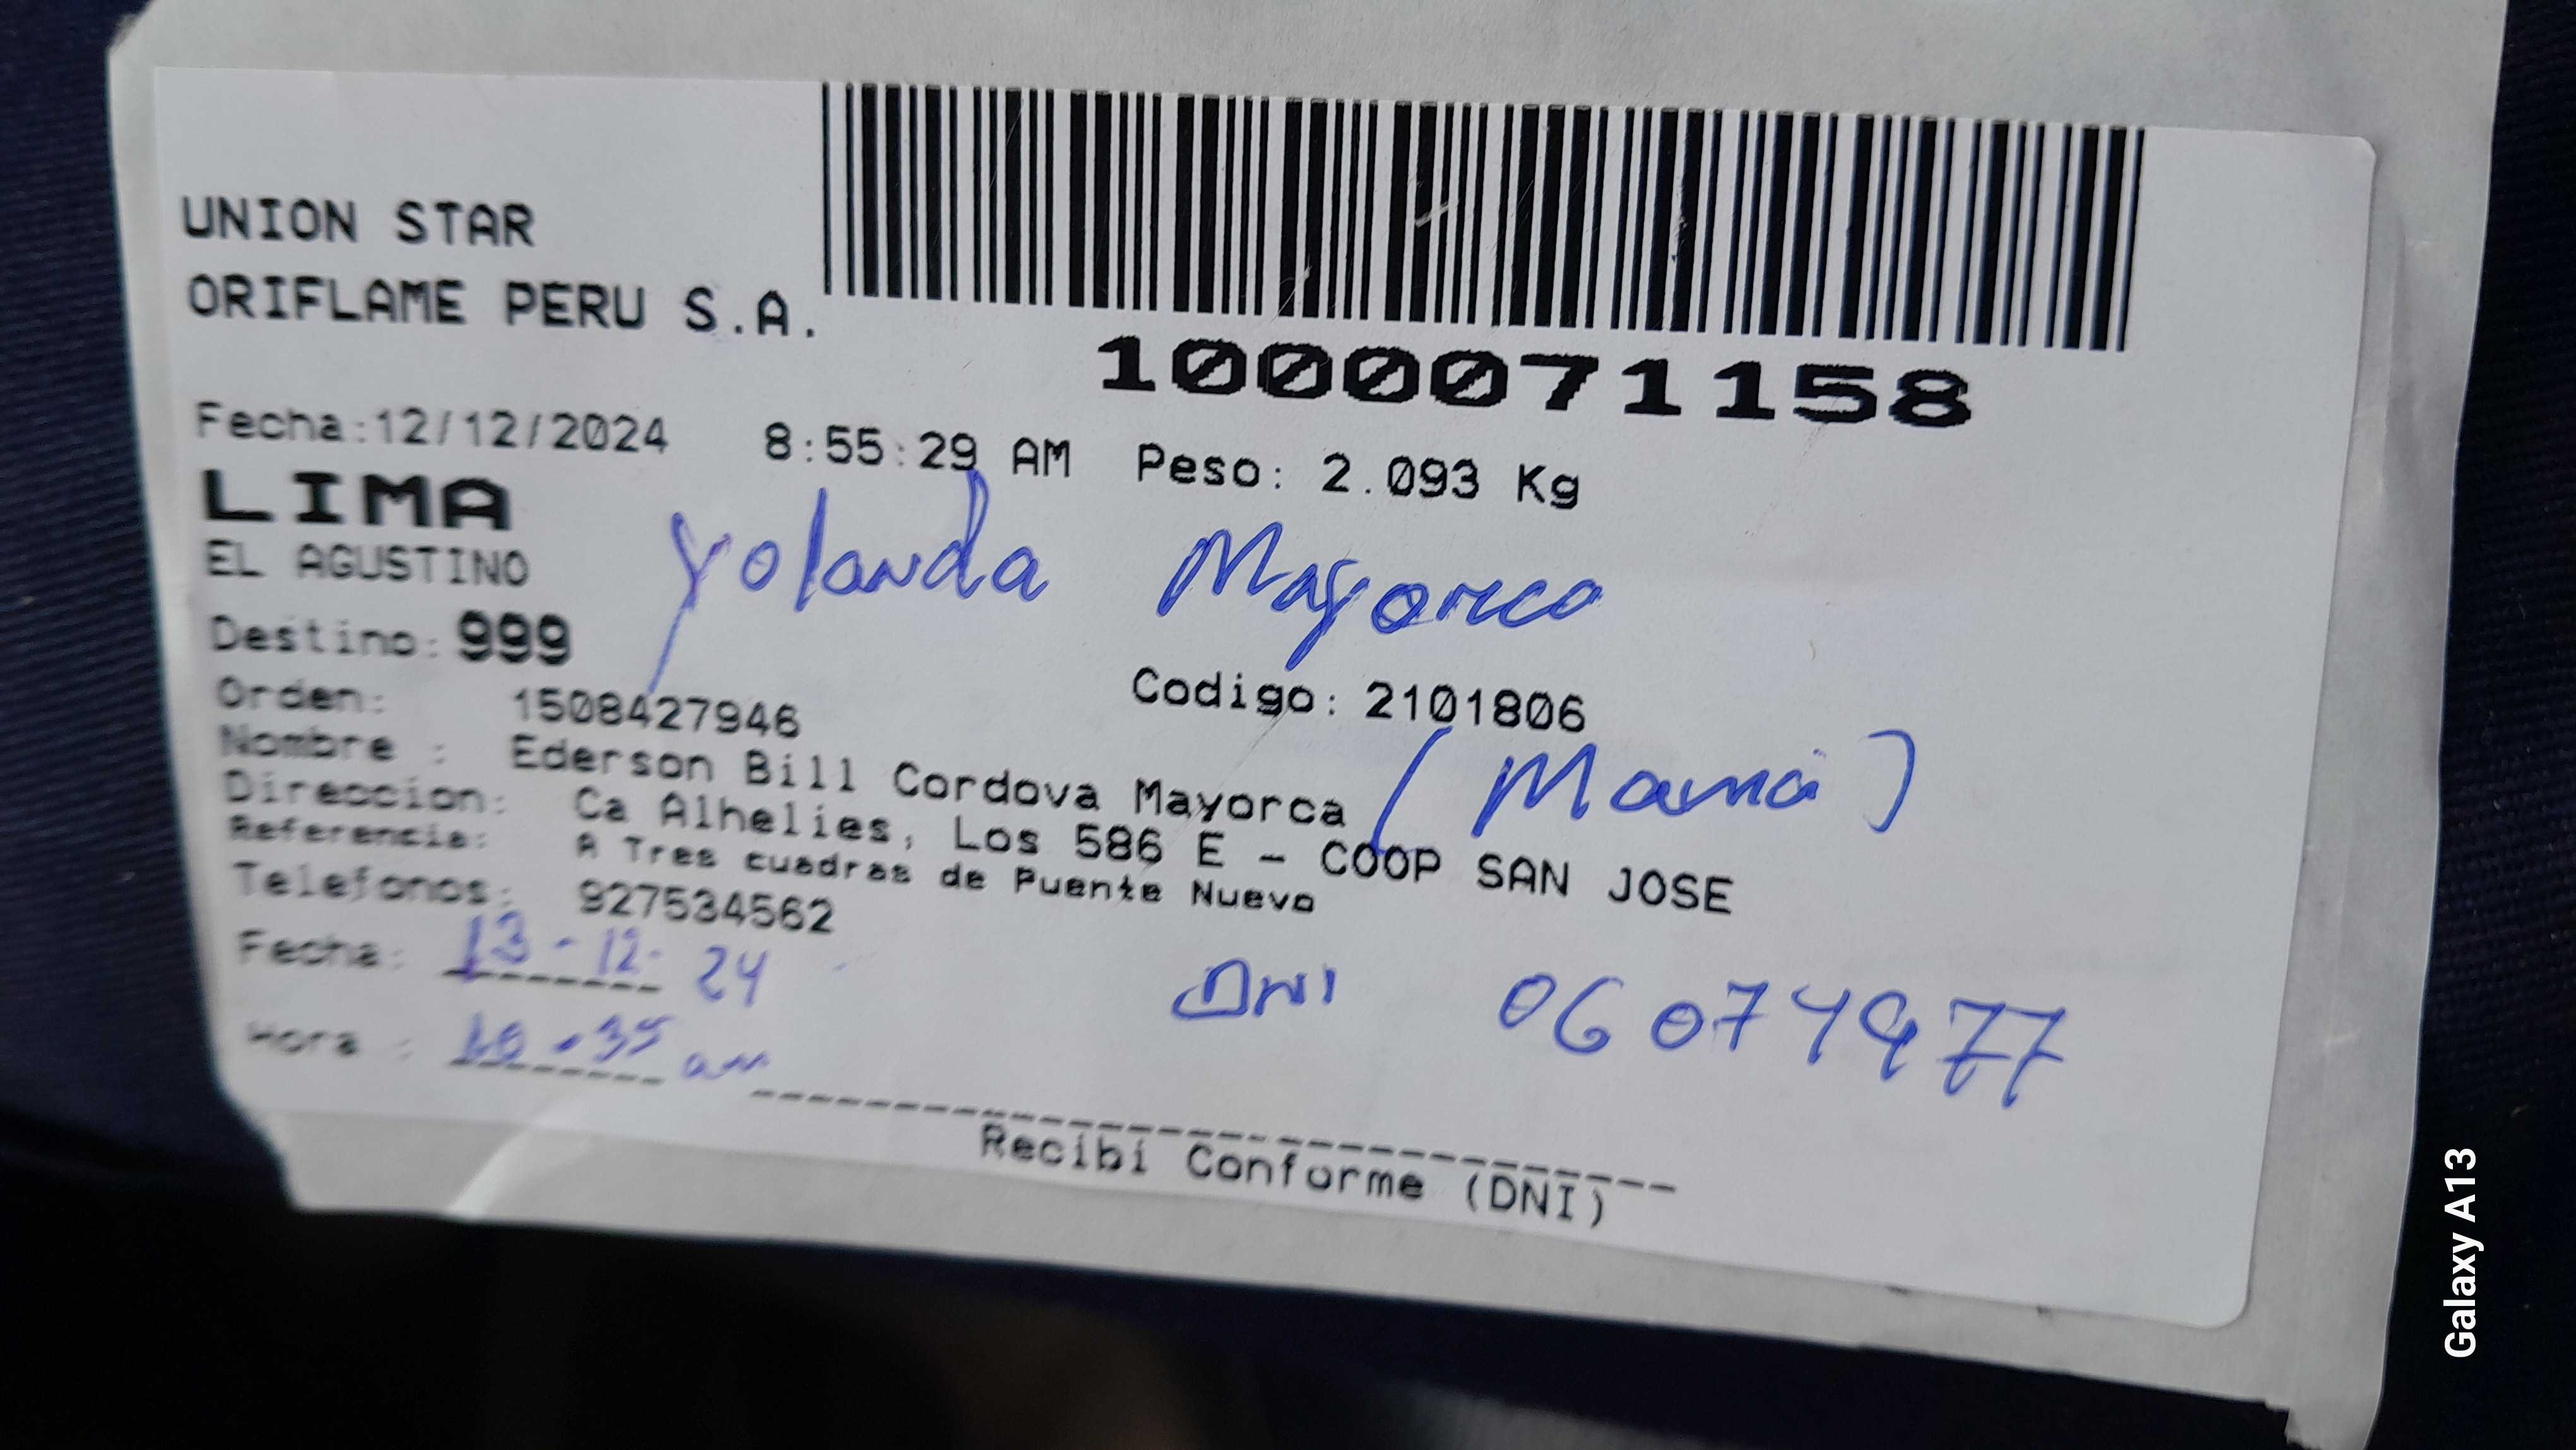 UNION STAR
ORIFLAME PERU S.A.
1000071158
Fecha:12/12/2024 8:55:29 AM Peso: 2.093 Kg
LIMA
EL AGUSTINO
Yolanda Mayorca
Destino: 999
Orden: 1508427946 Codigo: 2101806
Nombre : Ederson Bill Cordova Mayorca
(Mamá)
Direccion: Ca Alhelies, Los 586 E - COOP SAN JOSE
Referencia: A Tres cuadras de Puente Nuevo
Telefonos: 927534562
Fecha: 13-12-24
DNI 06074977
Hora : 10.35 am
Recibi Conforme (DNI)
Galaxy A13